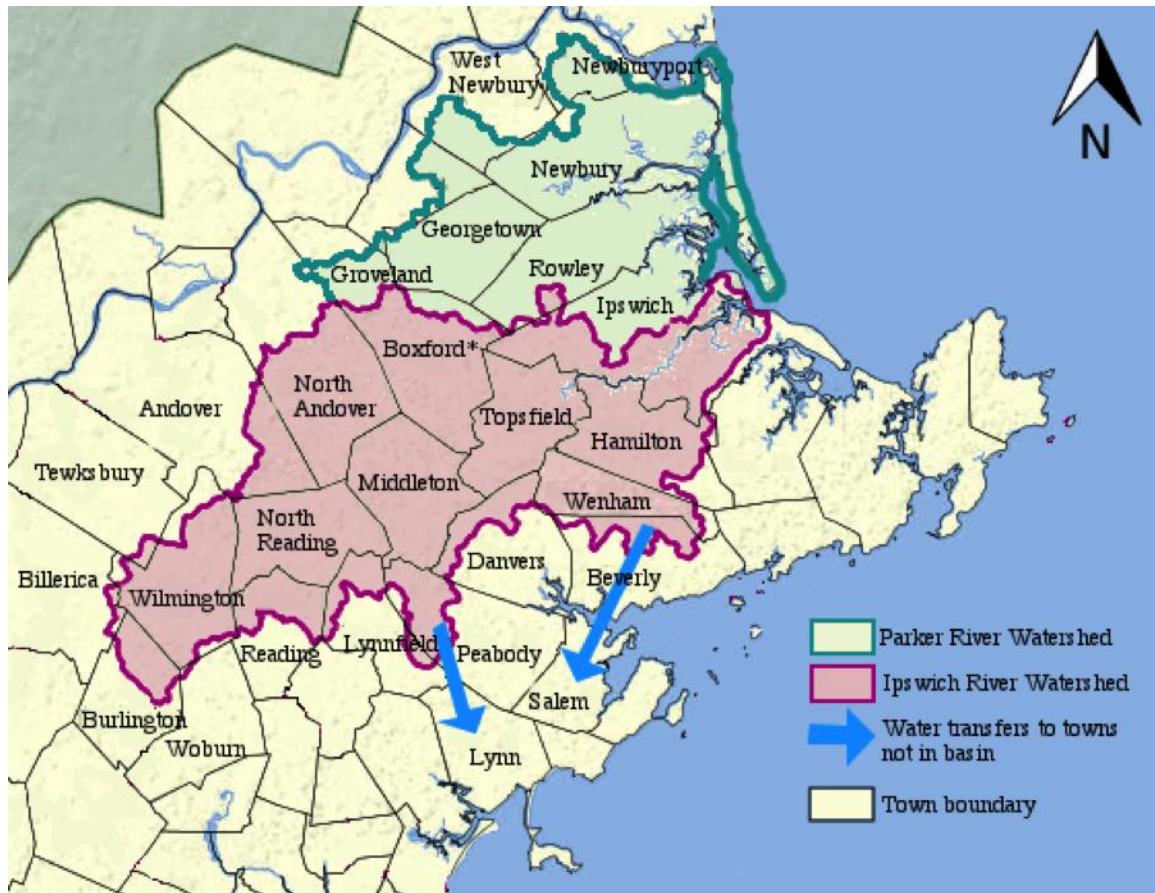 West
Newbury
Newburyport
N
Newbury
Georgetown
Groveland
Rowley
Ipswich
Boxford*
North
Andover
Andover
Topsfield
Hamilton
Tewksbury
Middleton
Wenham
North
Reading
Billerica
Danvers
Beverly
Wilmington
Lynnfield
Reading
Peabody
Salem
Burlington
Woburn
Lynn
Parker River Watershed
Ipswich River Watershed
Water transfers to towns
not in basin
Town boundary